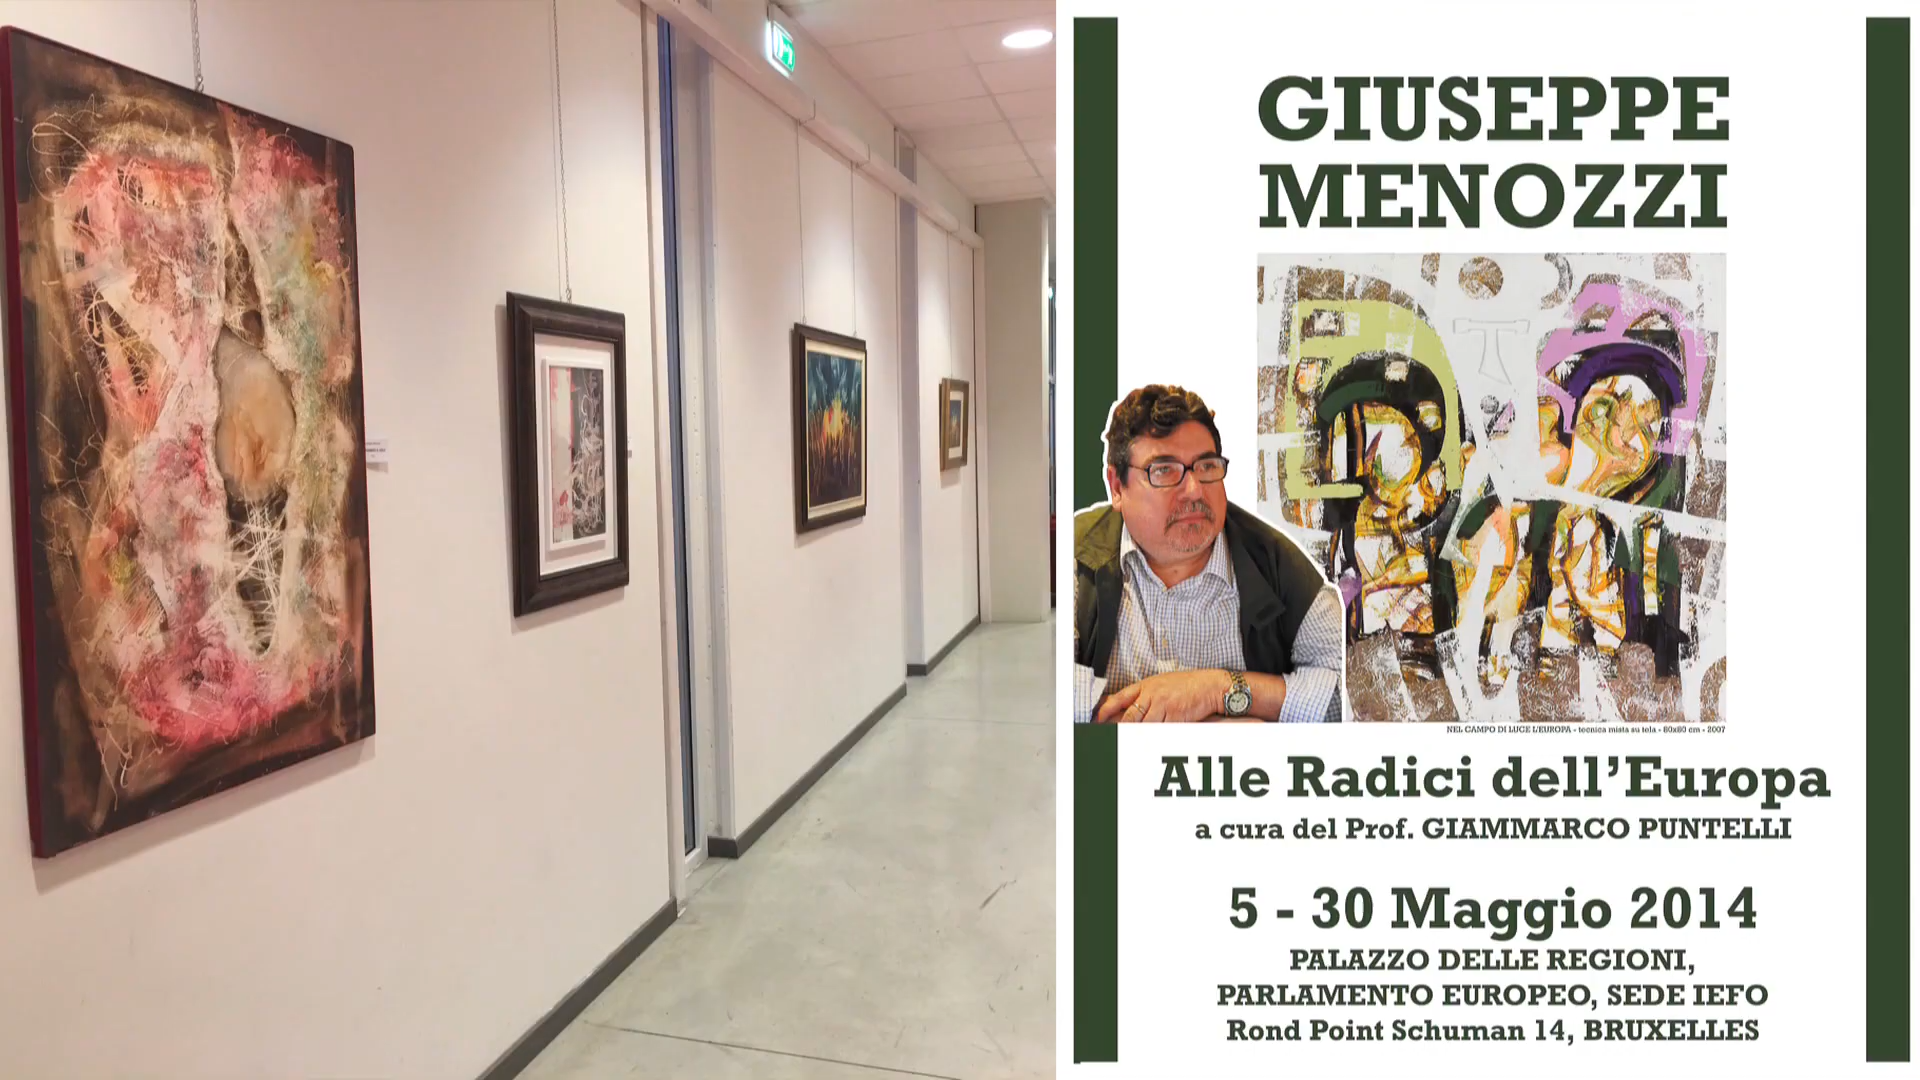 GIUSEPPE
MENOZZI
NEL CAMPO DI LUCE L'EUROPA - tecnica mista su tela - 80x80 cm - 2007
Alle Radici dell'Europa
a cura del Prof. GIAMMARCO PUNTELLI
5 - 30 Maggio 2014
PALAZZO DELLE REGIONI,
PARLAMENTO EUROPEO, SEDE IEFO
Rond Point Schuman 14, BRUXELLES